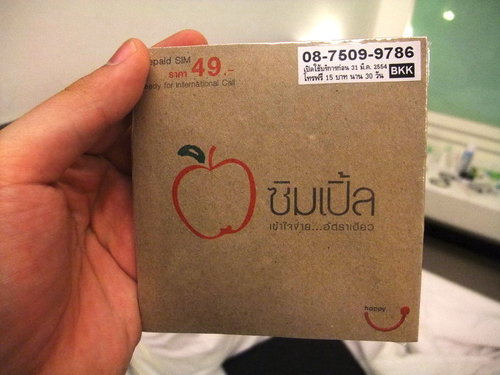 08-7509-9786
เปิดใช้บริการก่อน 31 มี.ค. 2554
โทรฟรี 15 บาท นาน 30 วัน
BKK
epaid SIM
ราคา 49.-
eady for International Call
ซิมเปิ้ล
เข้าใจง่าย...อัตราเดียว
happy